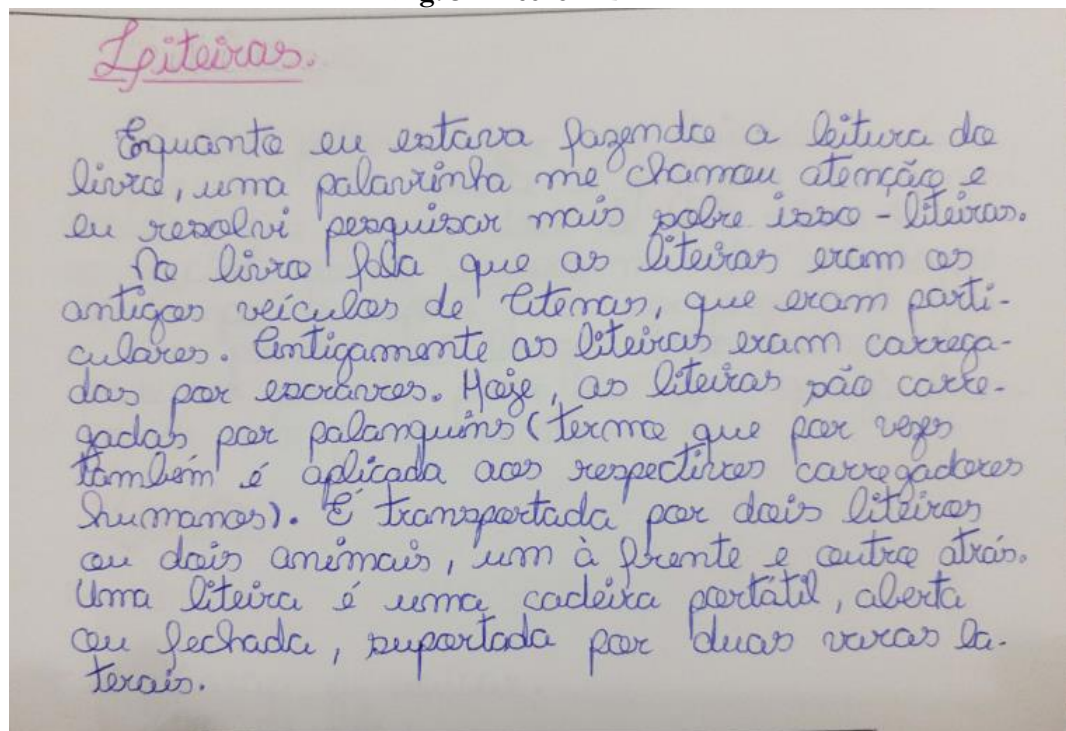 Leiteiras.
Enquanto eu estava fazendo a leitura do
livro, uma palavrinha me chamou atenção e
eu resolvi pesquisar mais sobre isso - liteiras.
No livro fala que as liteiras eram os
antigos veículos de Atenas, que eram parti-
culares. Antigamente as liteiras eram carrega-
das por escravos. Hoje, as liteiras são carre-
gadas por palanquins (termo que por vezes
também é aplicada aos respectivos carregadores
humanos). É transportada por dois liteiros
ou dois animais, um à frente e outro atrás.
Uma liteira é uma cadeira portátil, aberta
ou fechada, suportada por duas varas la-
terais.